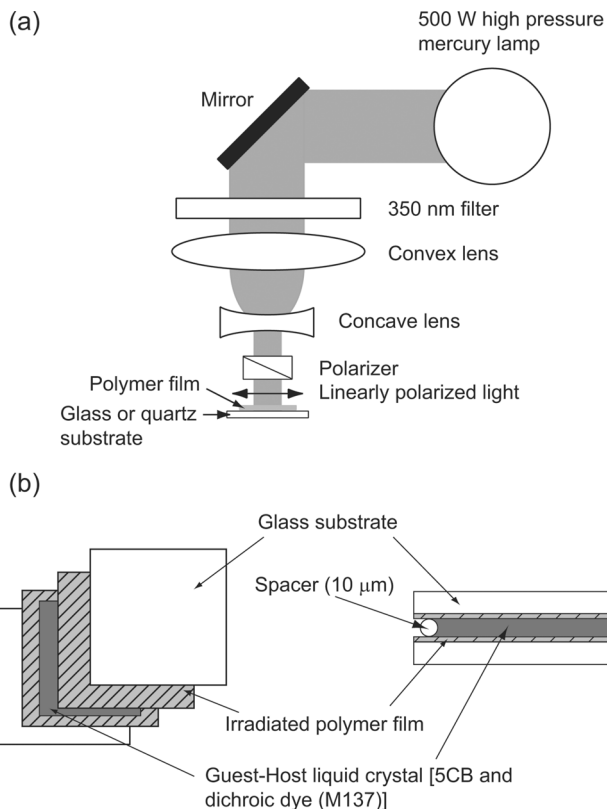 (a)
500 W high pressure
mercury lamp
Mirror
350 nm filter
Convex lens
Concave lens
Polarizer
Polymer film
Linearly polarized light
Glass or quartz
substrate
(b)
Glass substrate
Spacer (10 μm)
Irradiated polymer film
Guest-Host liquid crystal [5CB and
dichroic dye (M137)]